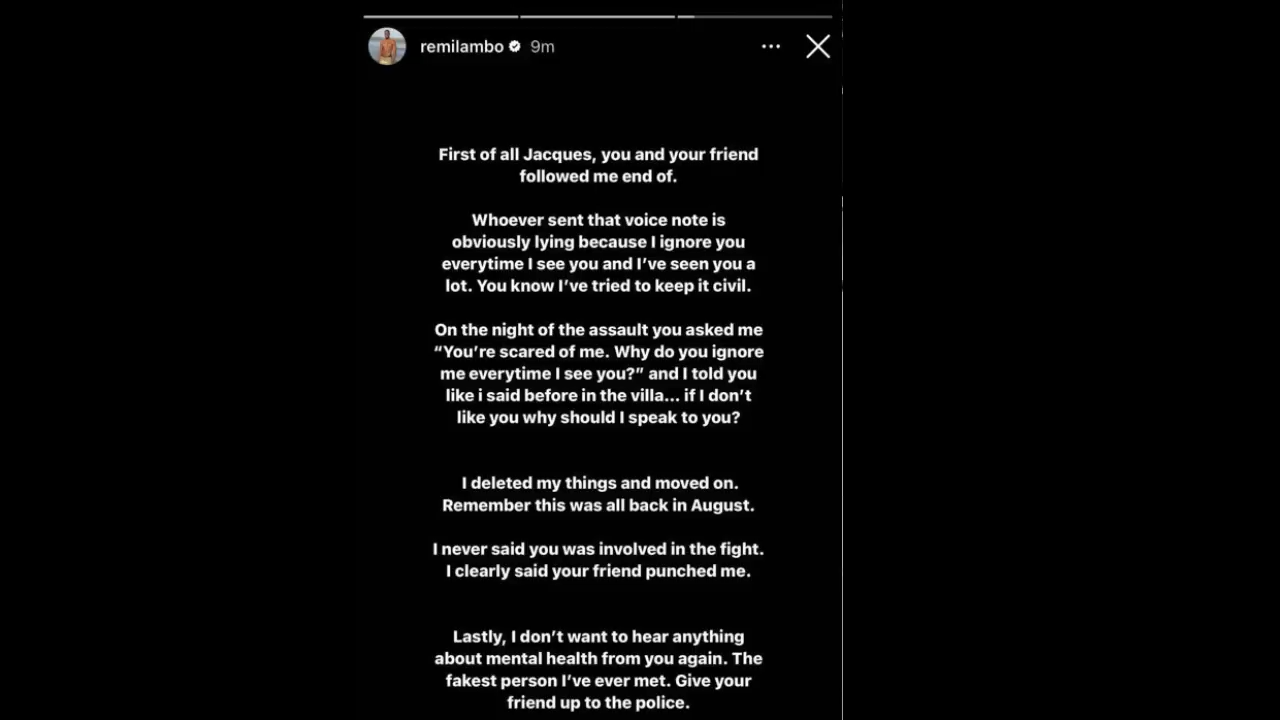 remilambo 9m
First of all Jacques, you and your friend
followed me end of.
Whoever sent that voice note is
obviously lying because I ignore you
everytime I see you and I’ve seen you a
lot. You know I’ve tried to keep it civil.
On the night of the assault you asked me
“You’re scared of me. Why do you ignore
me everytime I see you?” and I told you
like i said before in the villa... if I don’t
like you why should I speak to you?
I deleted my things and moved on.
Remember this was all back in August.
I never said you was involved in the fight.
I clearly said your friend punched me.
Lastly, I don’t want to hear anything
about mental health from you again. The
fakest person I’ve ever met. Give your
friend up to the police.